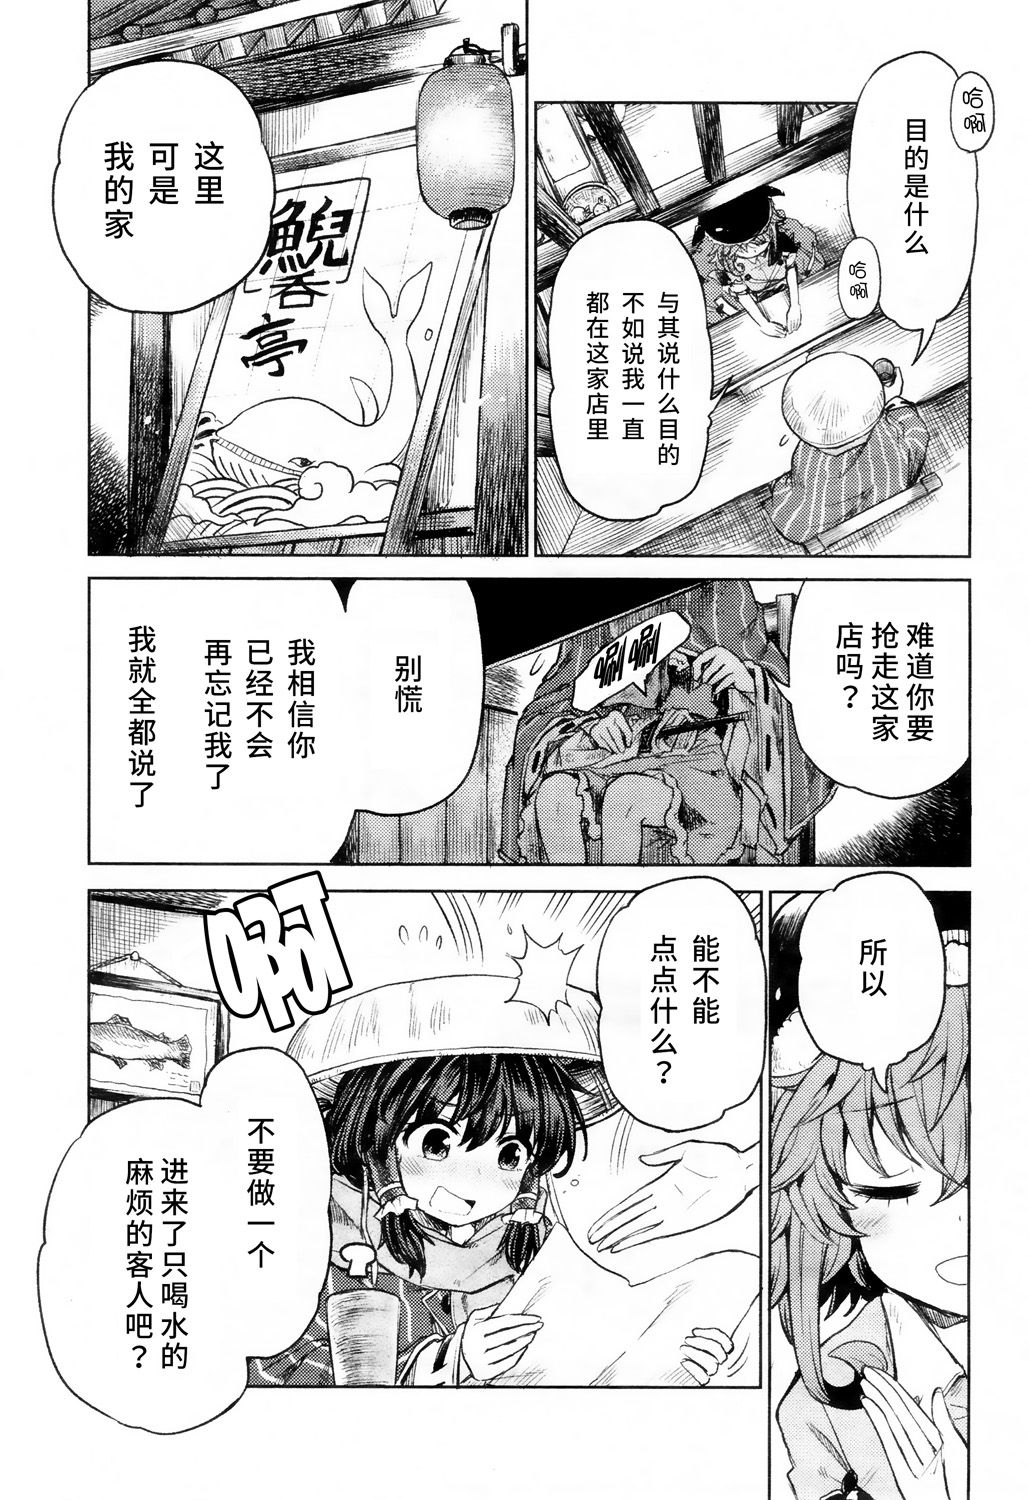 哈
啊
目的是什么
哈
啊
与其说什么目的
不如说我一直
都在这家店里
这里
可是
我的家
鯢
呑
亭
难道你要
抢走这家
店吗？
唰唰
别慌
我相信你
已经不会
再忘记我了
我就全都说了
所以
能不能
点点什么？
不要做一个
进来了只喝水的
麻烦的客人吧？